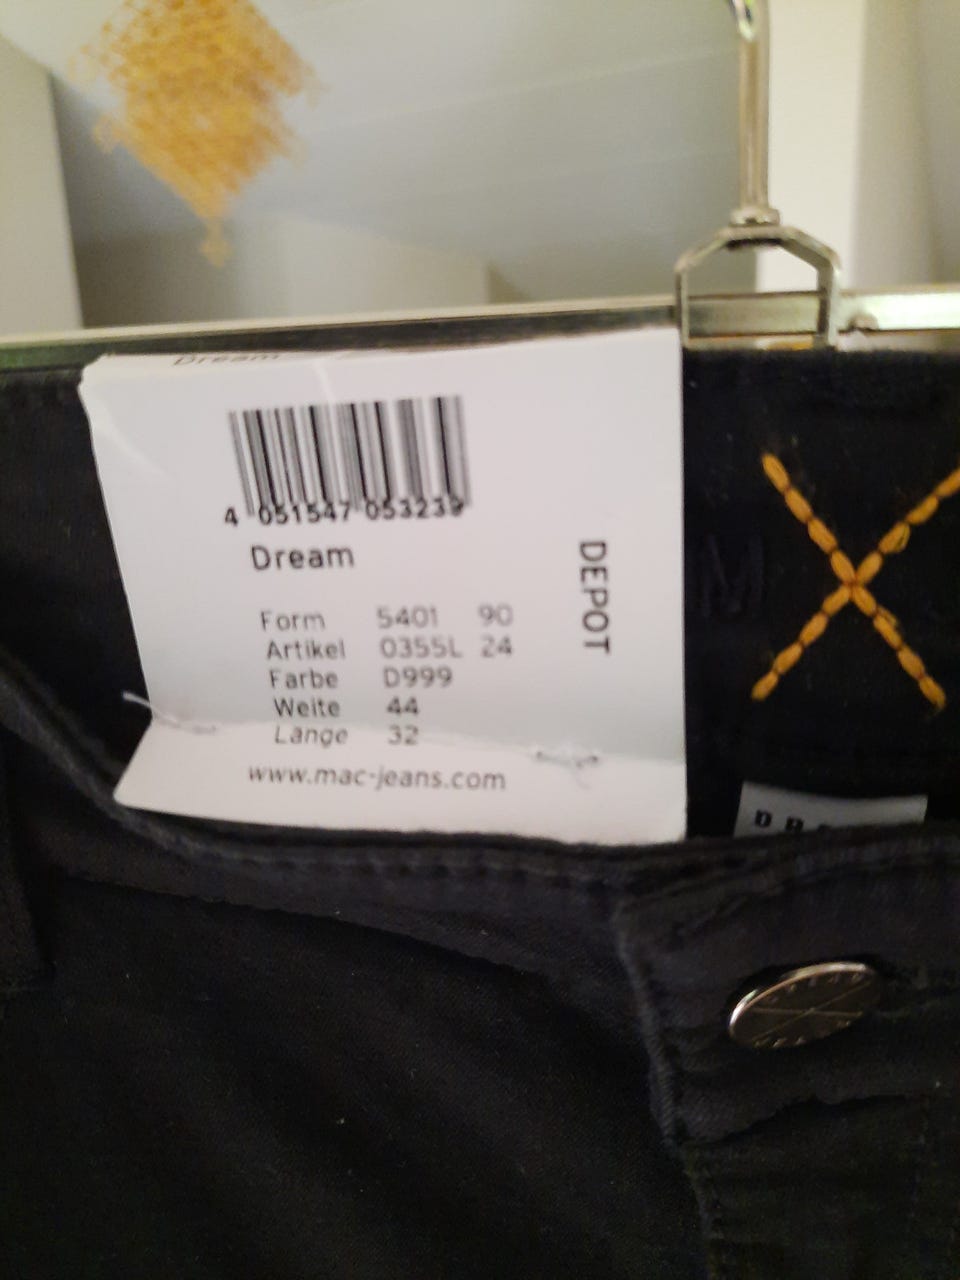 Dream
4 051547 053239
Dream
DEPOT
Form 5401 90
Artikel 0355L 24
Farbe D999
Weite 44
Länge 32
www.mac-jeans.com